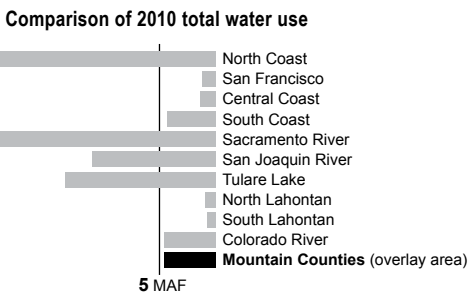 Comparison of 2010 total water use
North Coast
San Francisco
Central Coast
South Coast
Sacramento River
San Joaquin River
Tulare Lake
North Lahontan
South Lahontan
Colorado River
Mountain Counties (overlay area)
5 MAF